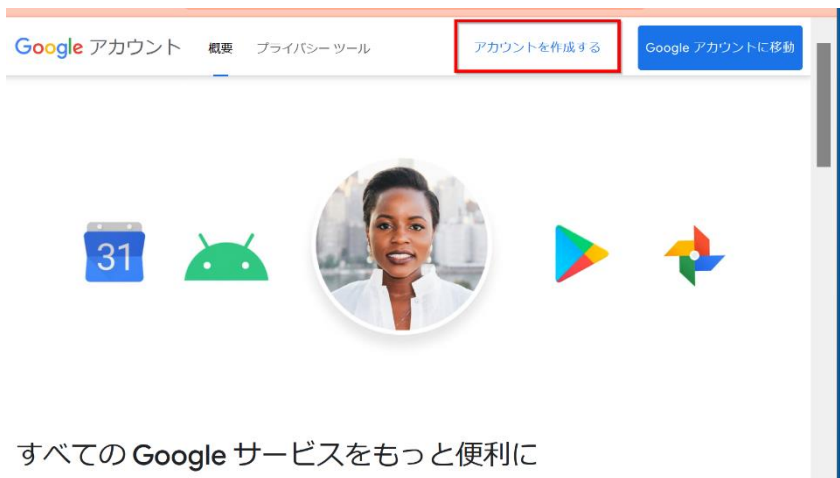 Google アカウント 概要 プライバシー ツール アカウントを作成する Google アカウントに移動
31
すべての Google サービスをもっと便利に